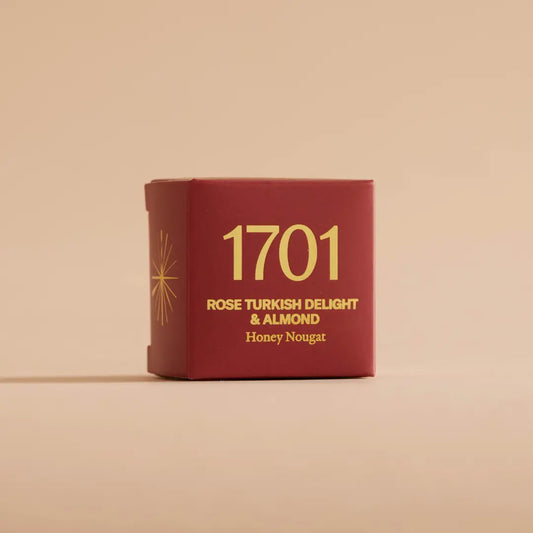 1701
ROSE TURKISH DELIGHT
& ALMOND
Honey Nougat